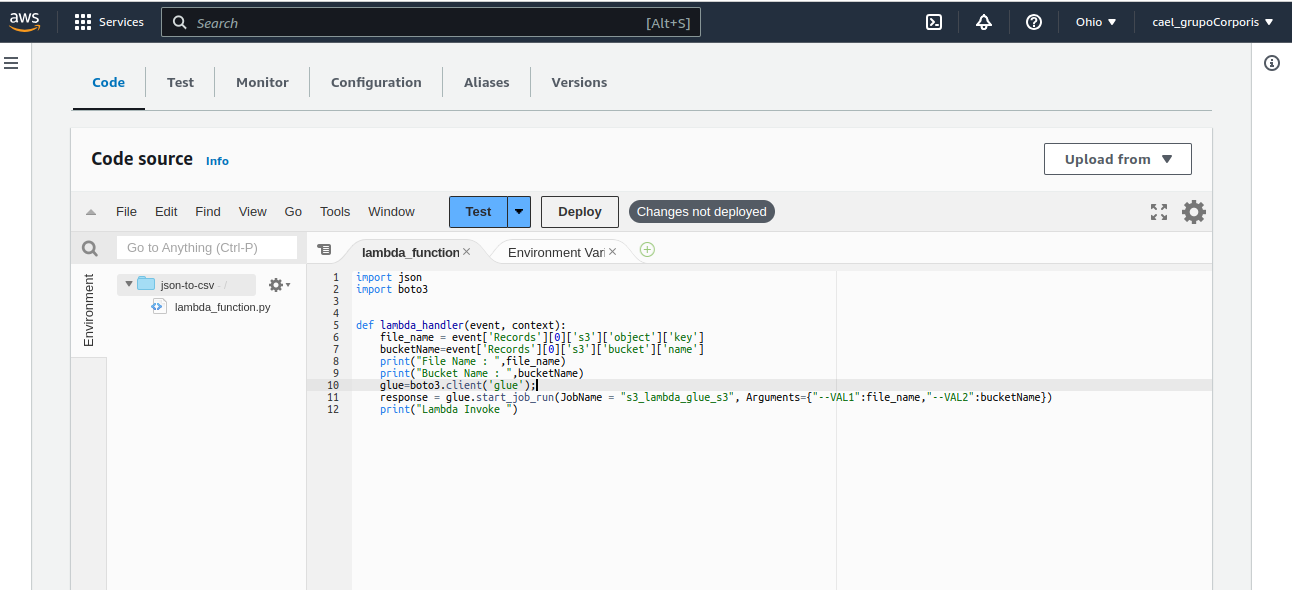 aws Services Search [Alt+S] Ohio cael_grupoCorporis
Code Test Monitor Configuration Aliases Versions
Code source Info Upload from
File Edit Find View Go Tools Window Test Deploy Changes not deployed
Go to Anything (Ctrl-P) lambda_function Environment Vari
Environment
json-to-csv - /
lambda_function.py
1 import json
2 import boto3
3
4
5 def lambda_handler(event, context):
6 file_name = event['Records'][0]['s3']['object']['key']
7 bucketName=event['Records'][0]['s3']['bucket']['name']
8 print("File Name : ",file_name)
9 print("Bucket Name : ",bucketName)
10 glue=boto3.client('glue');
11 response = glue.start_job_run(JobName = "s3_lambda_glue_s3", Arguments={"--VAL1":file_name,"--VAL2":bucketName})
12 print("Lambda Invoke ")